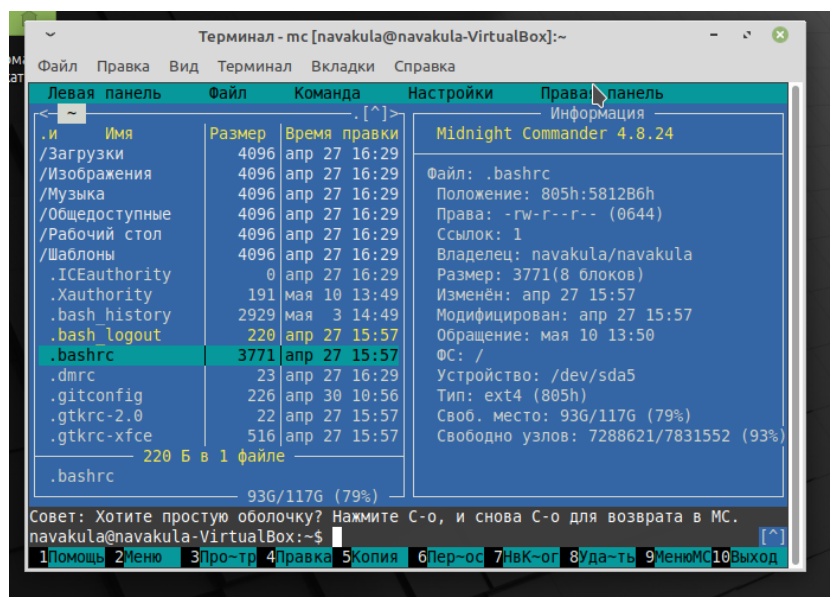 Терминал - mc [navakula@navakula-VirtualBox]:~
Файл Правка Вид Терминал Вкладки Справка
Левая панель Файл Команда Настройки Правая панель
<─ ~ ─.[^]>
.и Имя Размер Время правки
/Загрузки 4096 апр 27 16:29
/Изображения 4096 апр 27 16:29
/Музыка 4096 апр 27 16:29
/Общедоступные 4096 апр 27 16:29
/Рабочий стол 4096 апр 27 16:29
/Шаблоны 4096 апр 27 16:29
.ICEauthority 0 апр 27 16:29
.Xauthority 191 мая 10 13:49
.bash_history 2929 мая 3 14:49
.bash_logout 220 апр 27 15:57
.bashrc 3771 апр 27 15:57
.dmrc 23 апр 27 16:29
.gitconfig 226 апр 30 10:56
.gtkrc-2.0 22 апр 27 15:57
.gtkrc-xfce 516 апр 27 15:57
220 Б в 1 файле
.bashrc
93G/117G (79%)
Информация
Midnight Commander 4.8.24
Файл: .bashrc
Положение: 805h:5812B6h
Права: -rw-r--r-- (0644)
Ссылок: 1
Владелец: navakula/navakula
Размер: 3771(8 блоков)
Изменён: апр 27 15:57
Модифицирован: апр 27 15:57
Обращение: мая 10 13:50
ФС: /
Устройство: /dev/sda5
Тип: ext4 (805h)
Своб. место: 93G/117G (79%)
Свободно узлов: 7288621/7831552 (93%)
Совет: Хотите простую оболочку? Нажмите C-o, и снова C-o для возврата в MC.
navakula@navakula-VirtualBox:~$ [^]
1Помощь 2Меню 3Про~тр 4Правка 5Копия 6Пер~ос 7НвК~ог 8Уда~ть 9МенюMC 10Выход